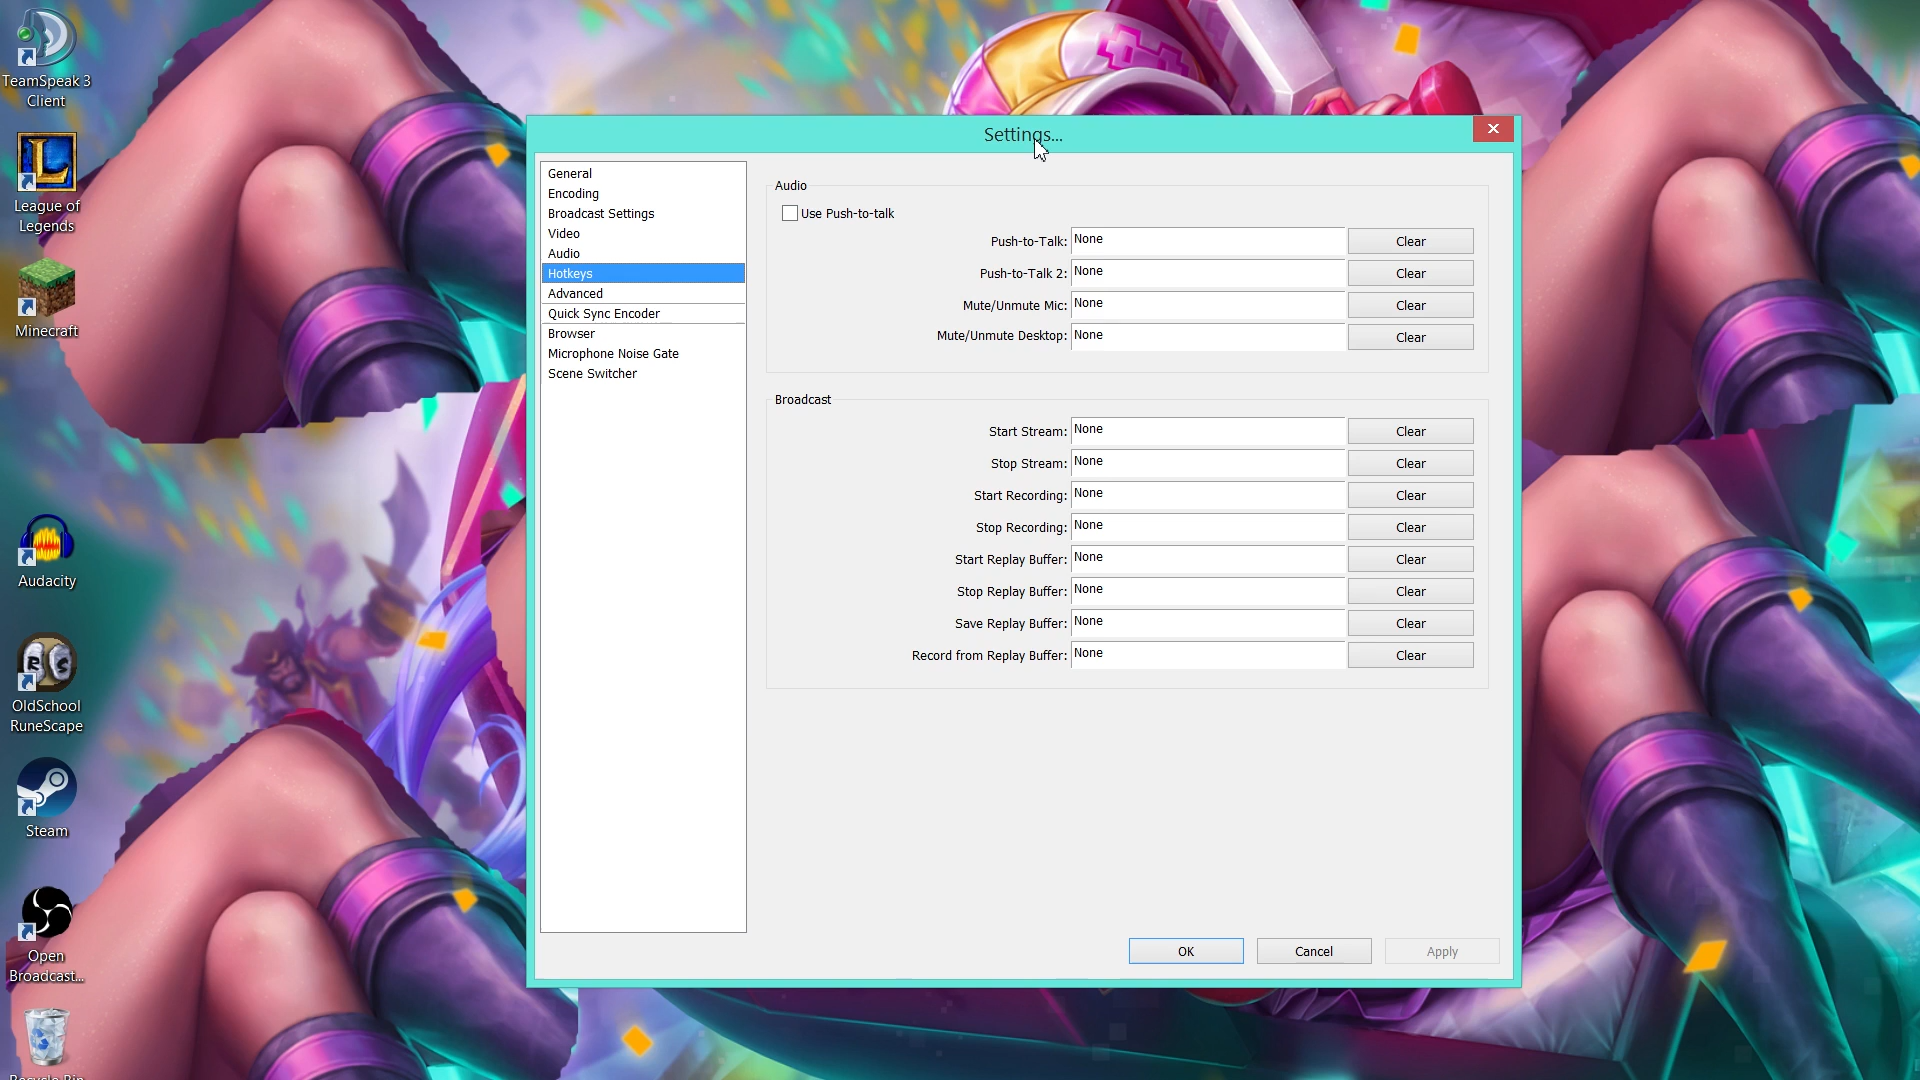 TeamSpeak 3
Client
League of
Legends
Minecraft
Audacity
OldSchool
RuneScape
Steam
Open
Broadcast...
Recycle Bin
Settings...
General
Encoding
Broadcast Settings
Video
Audio
Hotkeys
Advanced
Quick Sync Encoder
Browser
Microphone Noise Gate
Scene Switcher
Audio
Use Push-to-talk
Push-to-Talk: None Clear
Push-to-Talk 2: None Clear
Mute/Unmute Mic: None Clear
Mute/Unmute Desktop: None Clear
Broadcast
Start Stream: None Clear
Stop Stream: None Clear
Start Recording: None Clear
Stop Recording: None Clear
Start Replay Buffer: None Clear
Stop Replay Buffer: None Clear
Save Replay Buffer: None Clear
Record from Replay Buffer: None Clear
OK Cancel Apply